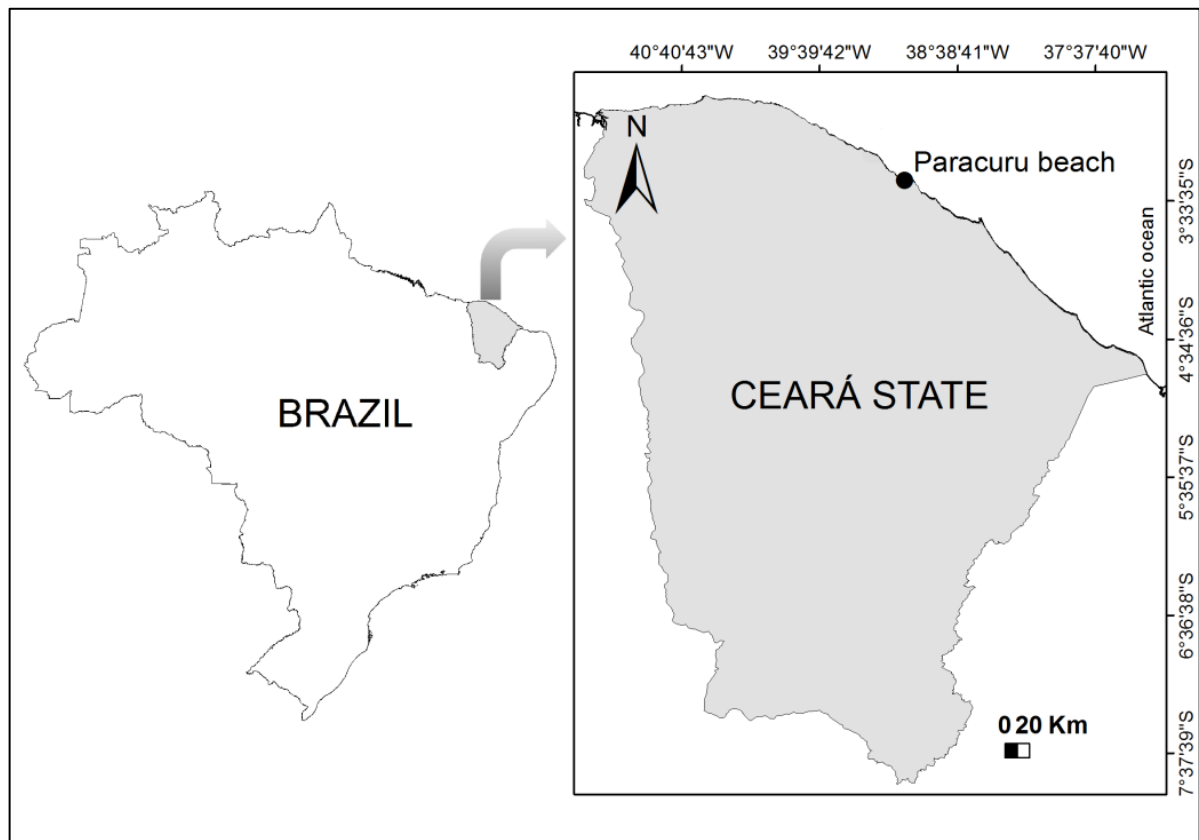 40°40'43"W
39°39'42"W
38°38'41"W
37°37'40"W
N
Paracuru beach
3°33'35"S
Atlantic ocean
4°34'36"S
CEARÁ STATE
BRAZIL
5°35'37"S
6°36'38"S
0 20 Km
7°37'39"S